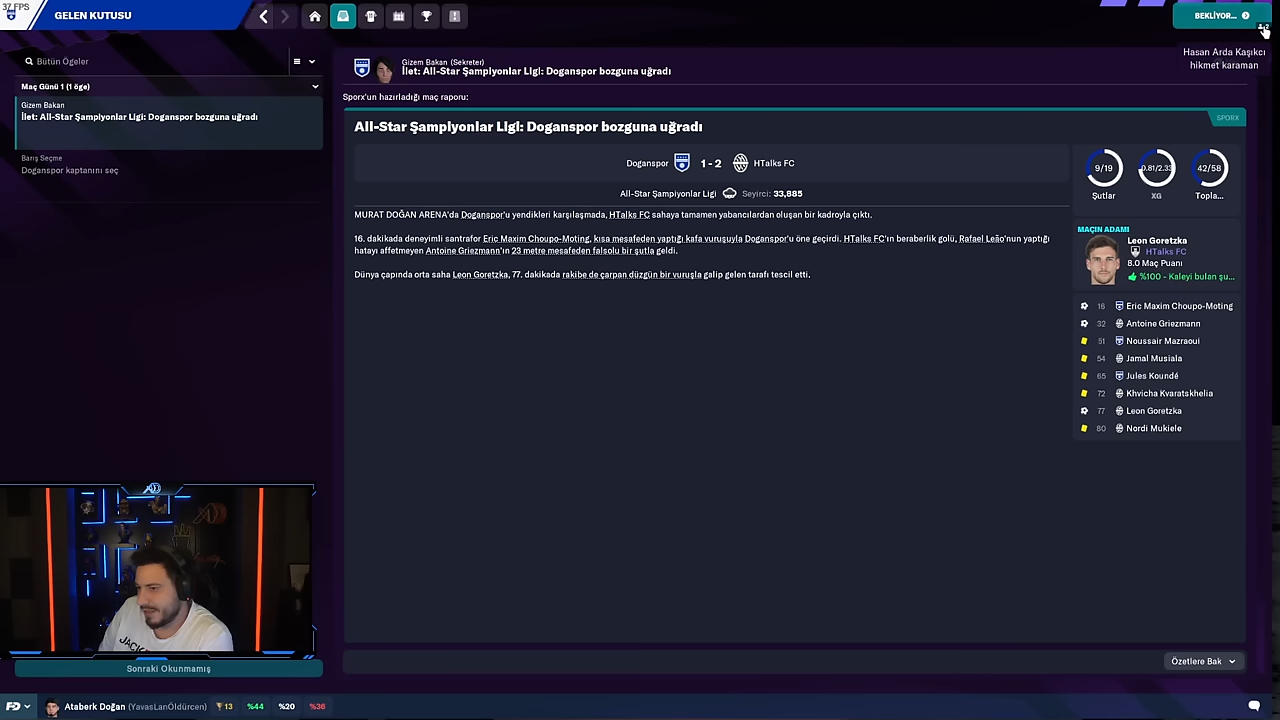 37 FPS
GELEN KUTUSU
BEKLİYOR...
2
Hasan Arda Kaşıkcı
hikmet karaman
Bütün Ögeler
Maç Günü 1 (1 öge)
Gizem Bakan
İlet: All-Star Şampiyonlar Ligi: Doganspor bozguna uğradı
Barış Seçme
Doganspor kaptanını seç
Gizem Bakan (Sekreter)
İlet: All-Star Şampiyonlar Ligi: Doganspor bozguna uğradı
Sporx'un hazırladığı maç raporu:
All-Star Şampiyonlar Ligi: Doganspor bozguna uğradı
SPORX
Doganspor 1 - 2 HTalks FC
All-Star Şampiyonlar Ligi Seyirci: 33,885
MURAT DOĞAN ARENA'da Doganspor'u yendikleri karşılaşmada, HTalks FC sahaya tamamen yabancılardan oluşan bir kadroyla çıktı.
16. dakikada deneyimli santrafor Eric Maxim Choupo-Moting, kısa mesafeden yaptığı kafa vuruşuyla Doganspor'u öne geçirdi. HTalks FC'ın beraberlik golü, Rafael Leão'nun yaptığı
hatayı affetmeyen Antoine Griezmann'ın 23 metre mesafeden falsolu bir şutla geldi.
Dünya çapında orta saha Leon Goretzka, 77. dakikada rakibe de çarpan düzgün bir vuruşla galip gelen tarafı tescil etti.
9/19
0.81/2.33
42/58
Şutlar
XG
Topla...
MAÇIN ADAMI
Leon Goretzka
HTalks FC
8.0 Maç Puanı
%100 - Kaleyi bulan şu...
16 Eric Maxim Choupo-Moting
32 Antoine Griezmann
51 Noussair Mazraoui
54 Jamal Musiala
65 Jules Koundé
72 Khvicha Kvaratskhelia
77 Leon Goretzka
80 Nordi Mukiele
Sonraki Okunmamış
Özetlere Bak
Ataberk Doğan (YavasLanÖldürcen) 13 %44 %20 %36